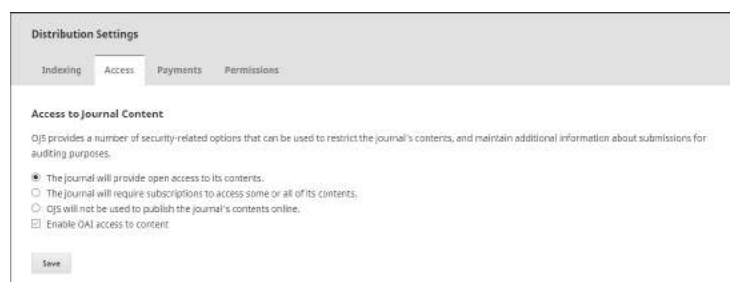 Distribution Settings
Indexing Access Payments Permissions
Access to Journal Content
OJS provides a number of security-related options that can be used to restrict the journal's contents, and maintain additional information about submissions for
auditing purposes.
The journal will provide open access to its contents.
The journal will require subscriptions to access some or all of its contents.
OJS will not be used to publish the journal's contents online.
Enable OAI access to content
Save